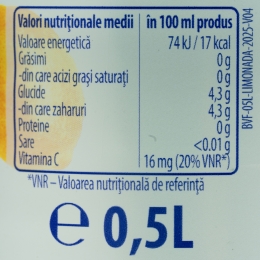 Valori nutriționale medii în 100 ml produs
Valoare energetică 74 kJ / 17 kcal
Grăsimi 0 g
-din care acizi grași saturați 0 g
Glucide 4,3 g
-din care zaharuri 4,3 g
Proteine 0 g
Sare <0.01 g
Vitamina C 16 mg (20% VNR*)
*VNR – Valoarea nutrițională de referință
e 0,5L
BVF-05L-LIMONADA-2025-V04